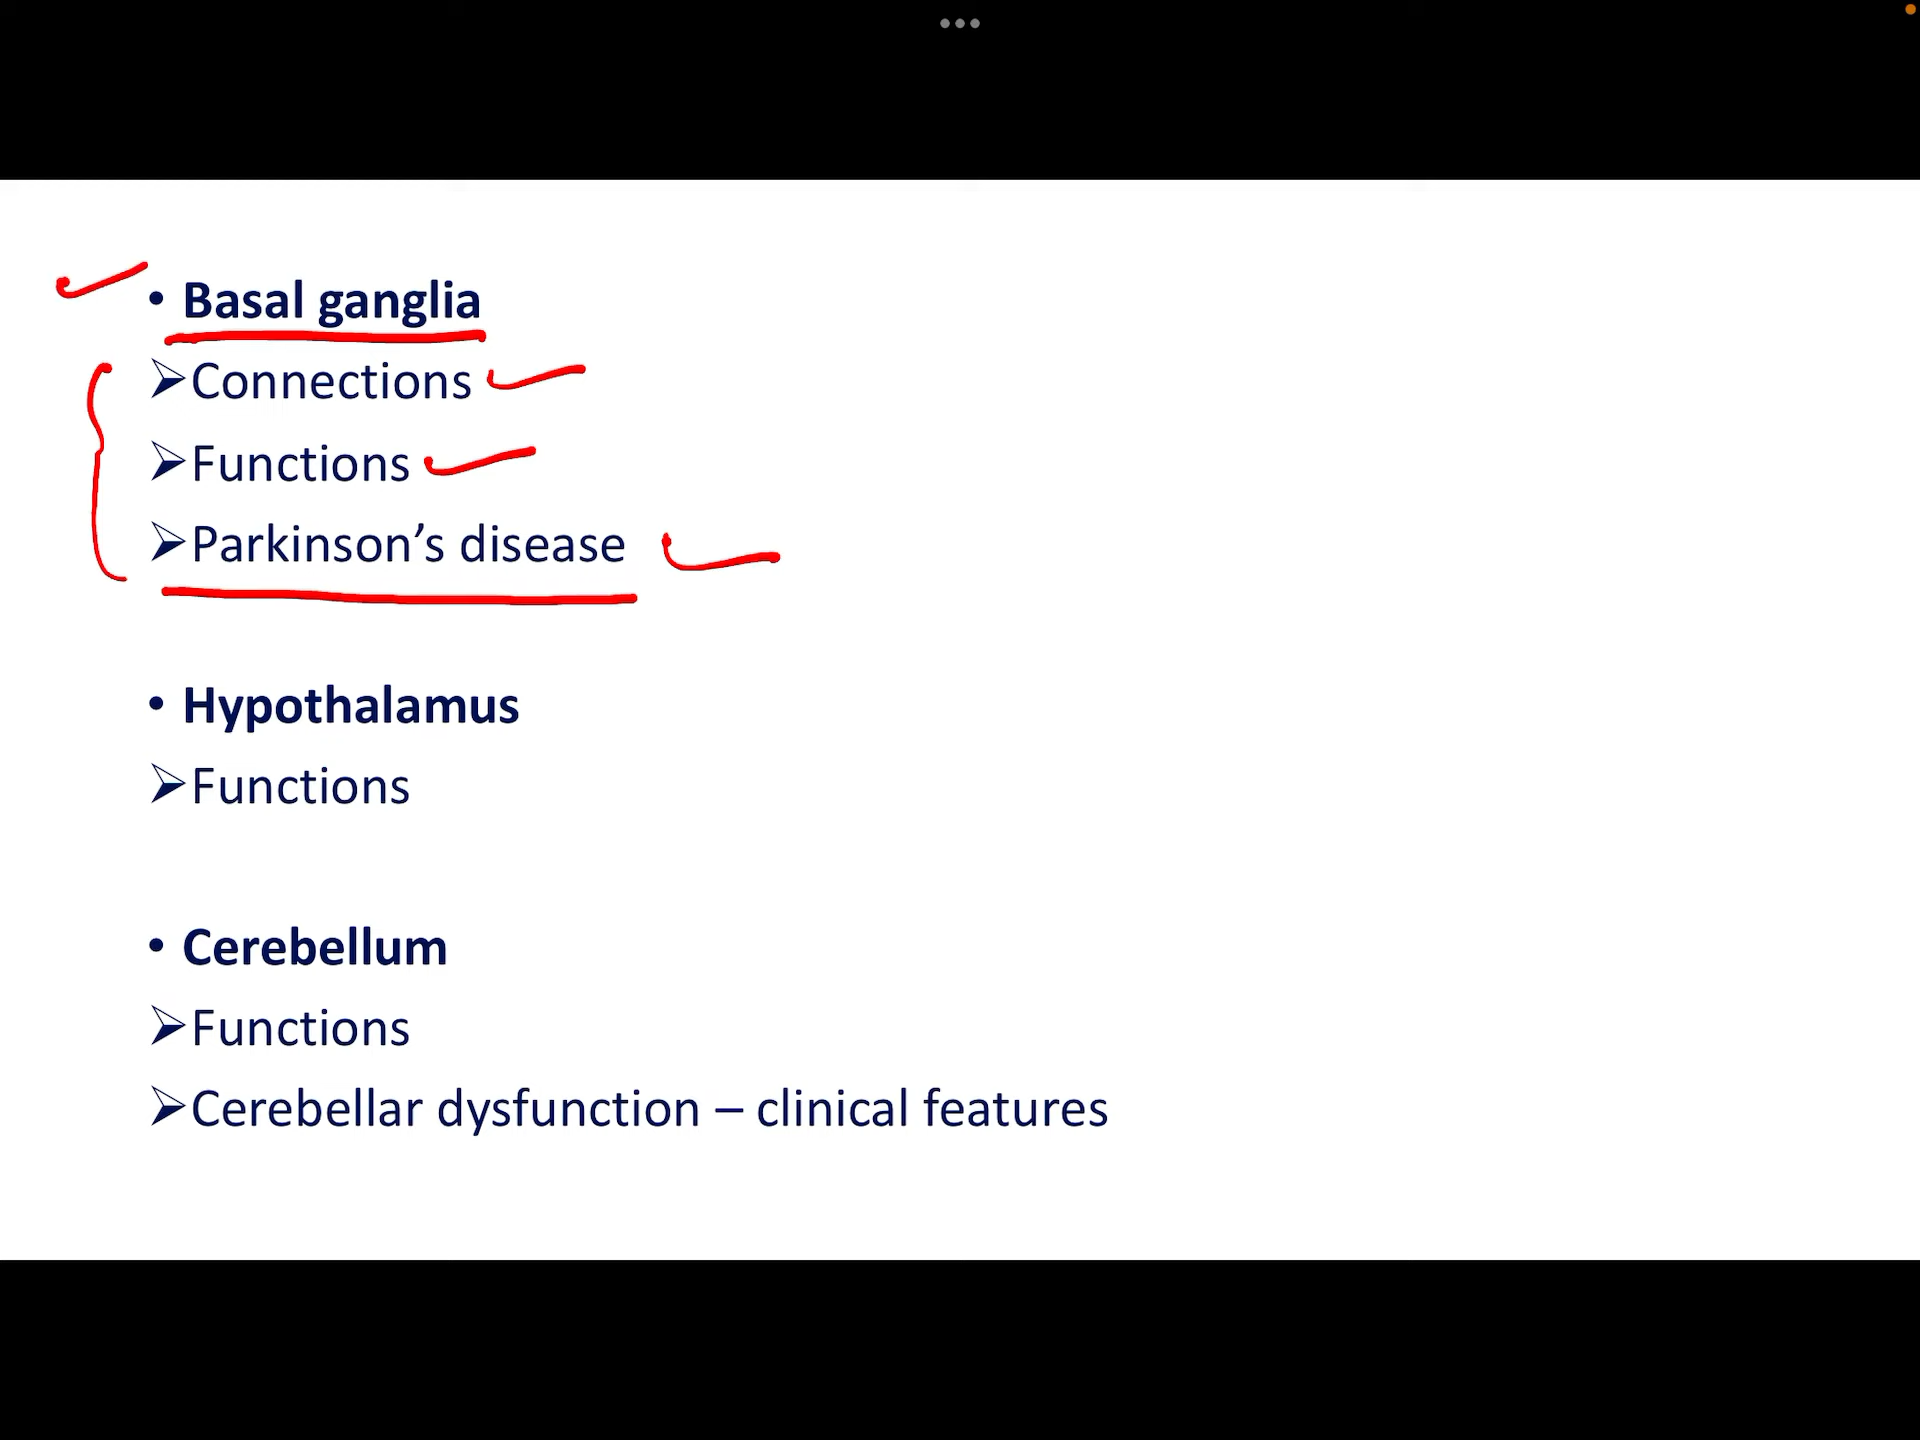 • Basal ganglia
➢Connections
➢Functions
➢Parkinson’s disease
• Hypothalamus
➢Functions
• Cerebellum
➢Functions
➢Cerebellar dysfunction – clinical features